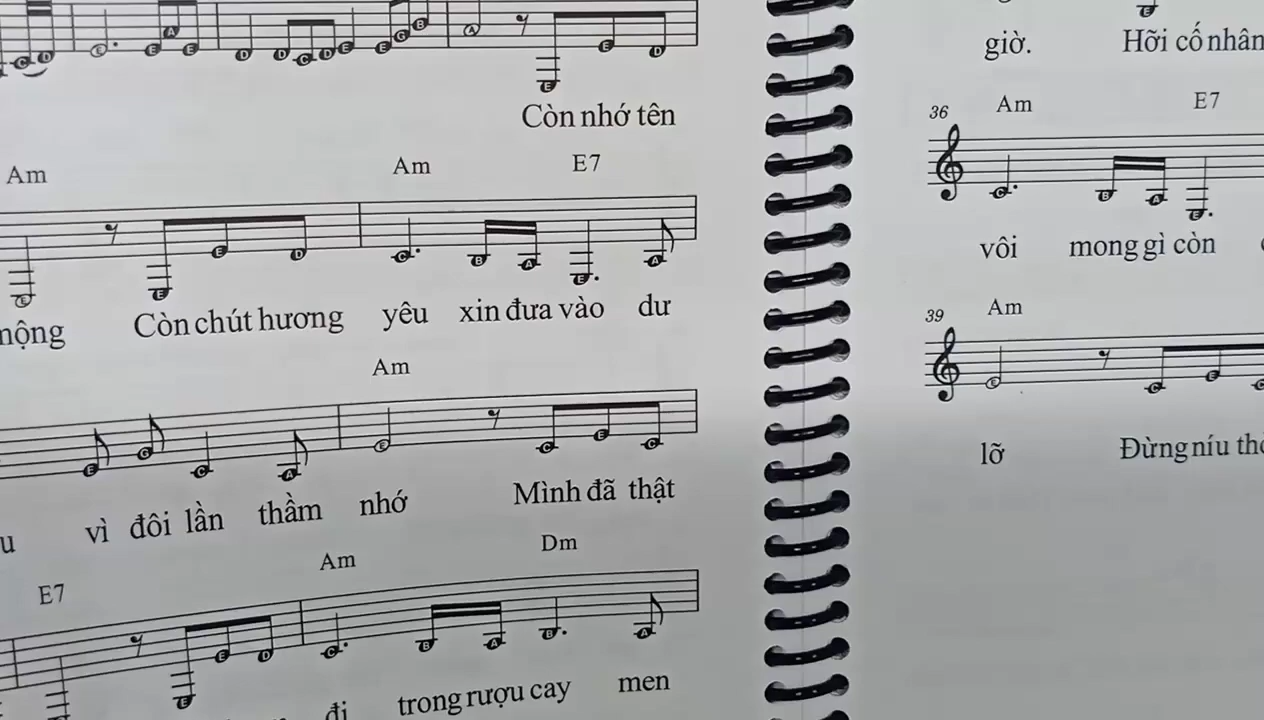 Còn nhớ tên
Am Am E7
Còn chút hương yêu xin đưa vào dư
Am
vì đôi lần thầm nhớ Mình đã thật
E7 Am Dm
đi trong rượu cay men
giờ. Hỡi cố nhân
36 Am E7
vôi mong gì còn
39 Am
lỡ Đừng níu